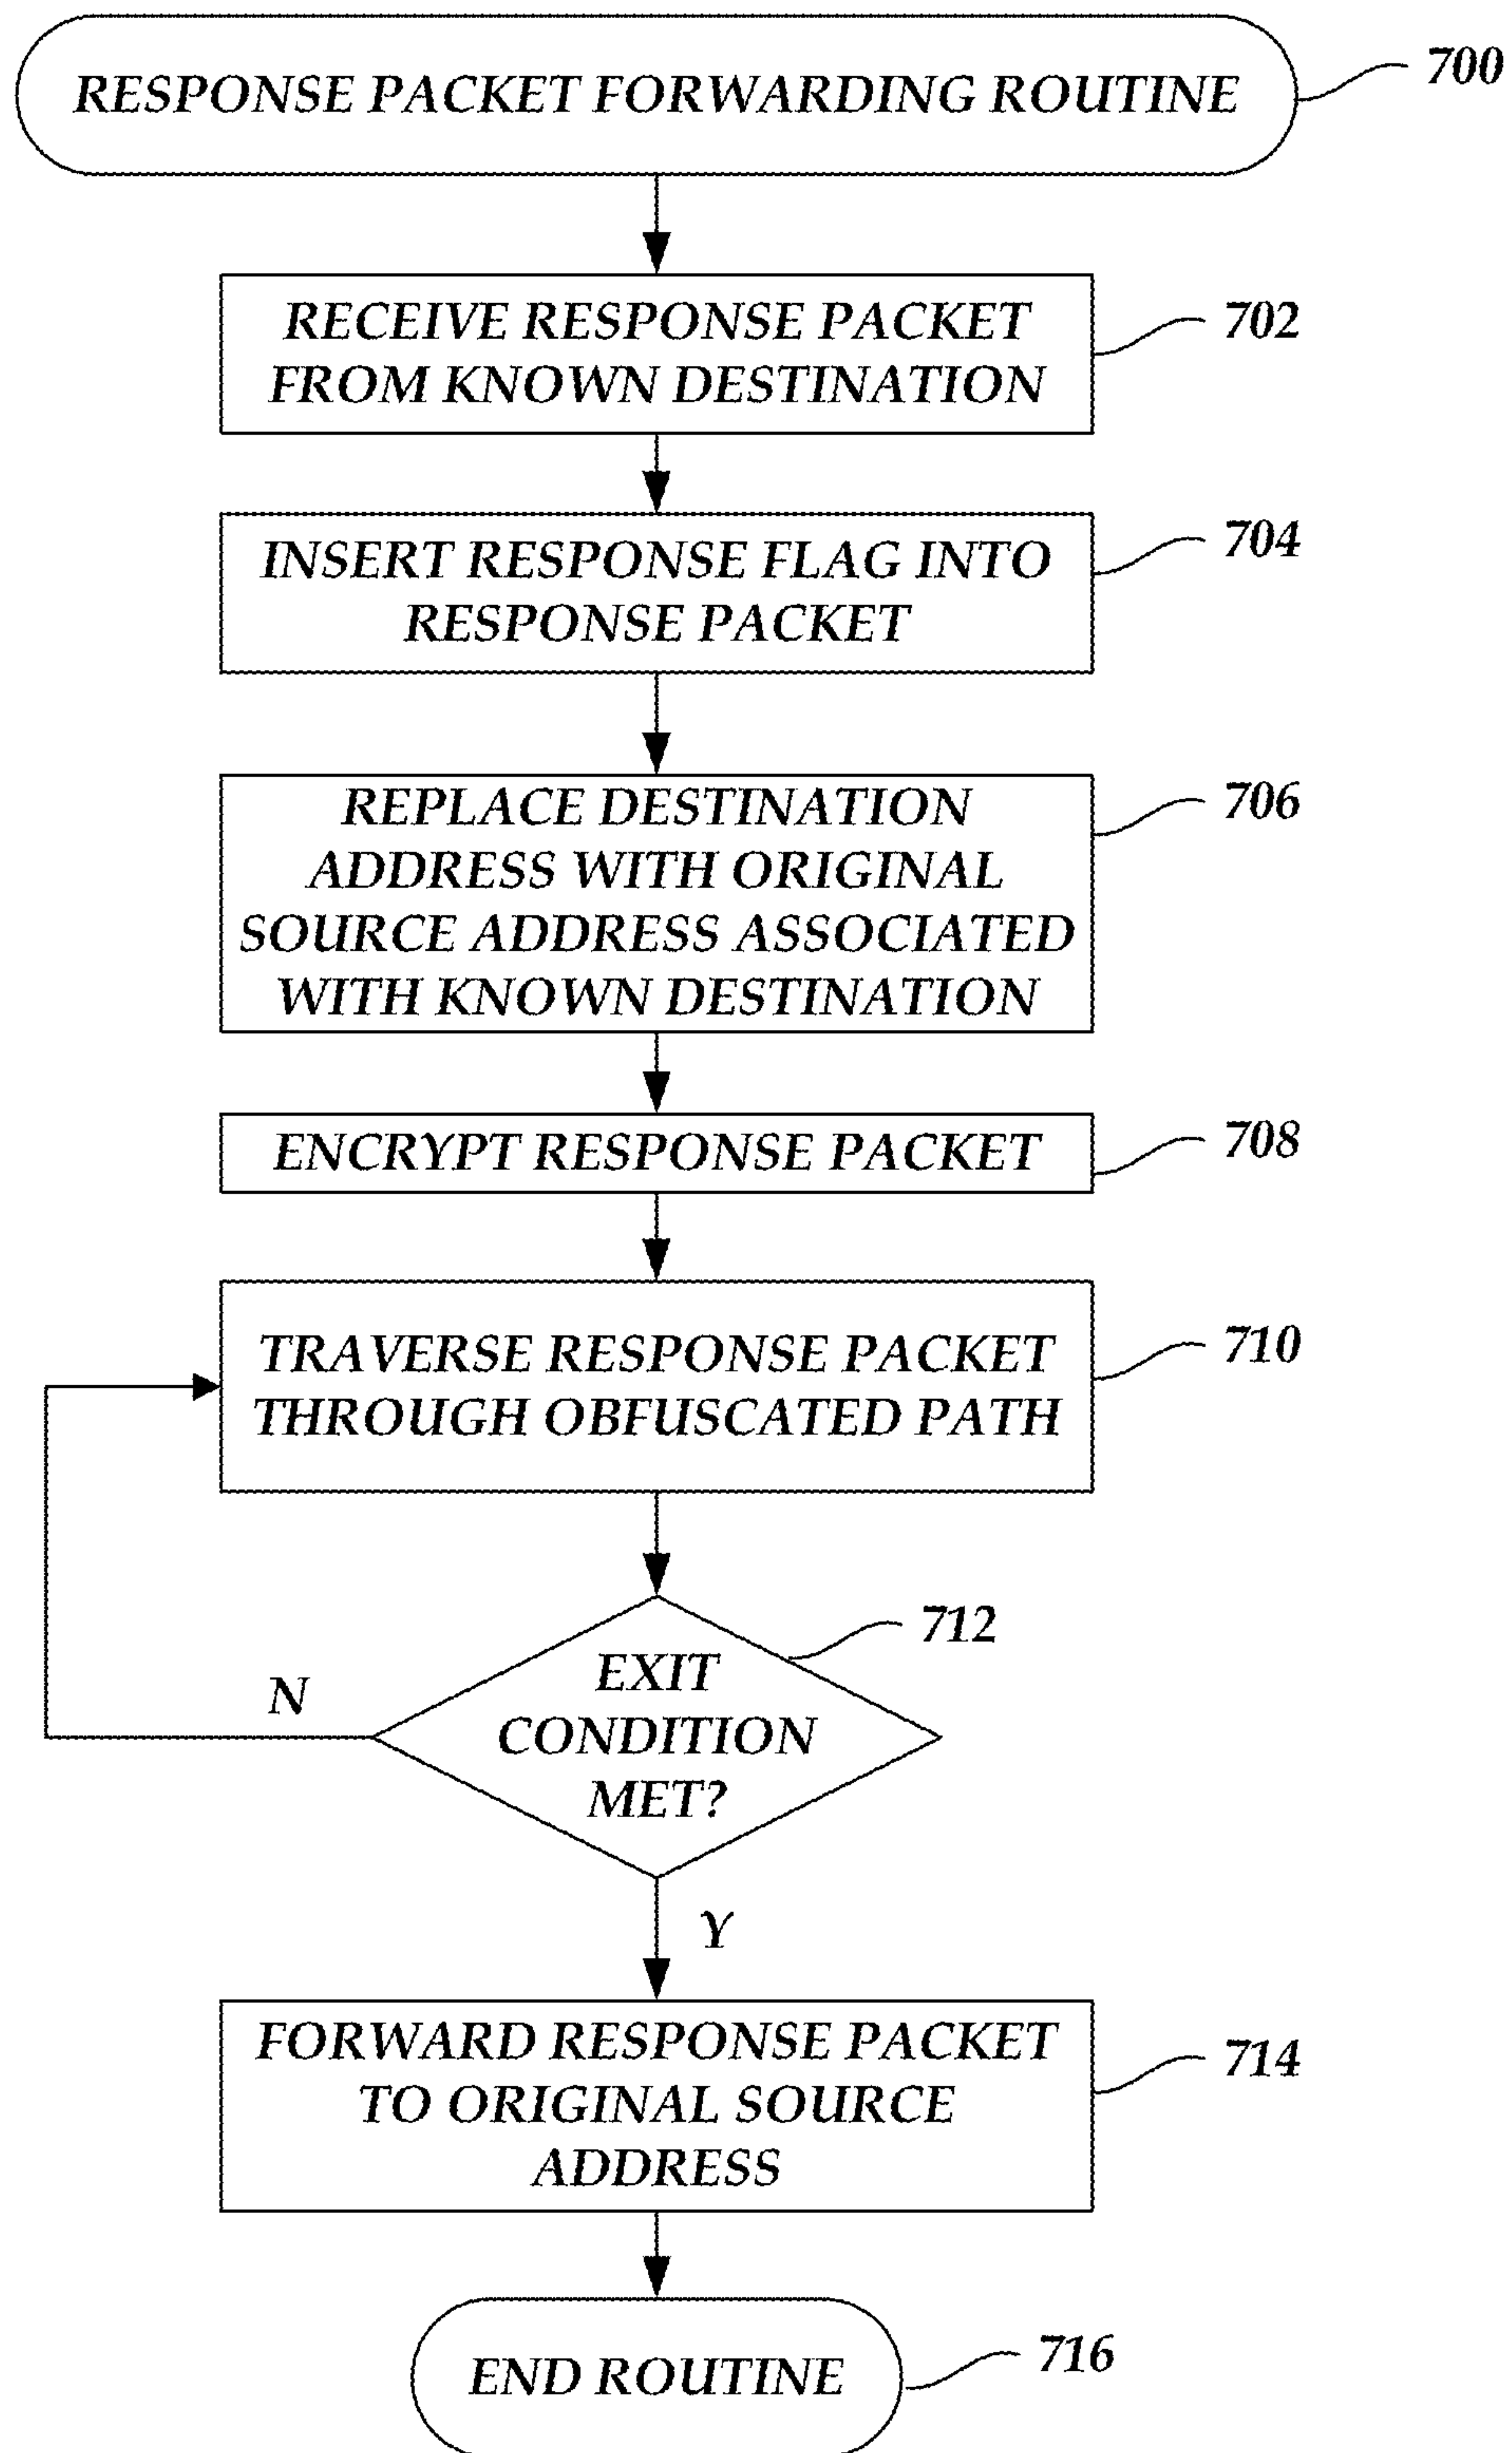 RESPONSE PACKET FORWARDING ROUTINE
700
RECEIVE RESPONSE PACKET
FROM KNOWN DESTINATION
702
INSERT RESPONSE FLAG INTO
RESPONSE PACKET
704
REPLACE DESTINATION
ADDRESS WITH ORIGINAL
SOURCE ADDRESS ASSOCIATED
WITH KNOWN DESTINATION
706
ENCRYPT RESPONSE PACKET
708
TRAVERSE RESPONSE PACKET
THROUGH OBFUSCATED PATH
710
EXIT
CONDITION
MET?
712
N
Y
FORWARD RESPONSE PACKET
TO ORIGINAL SOURCE
ADDRESS
714
END ROUTINE
716